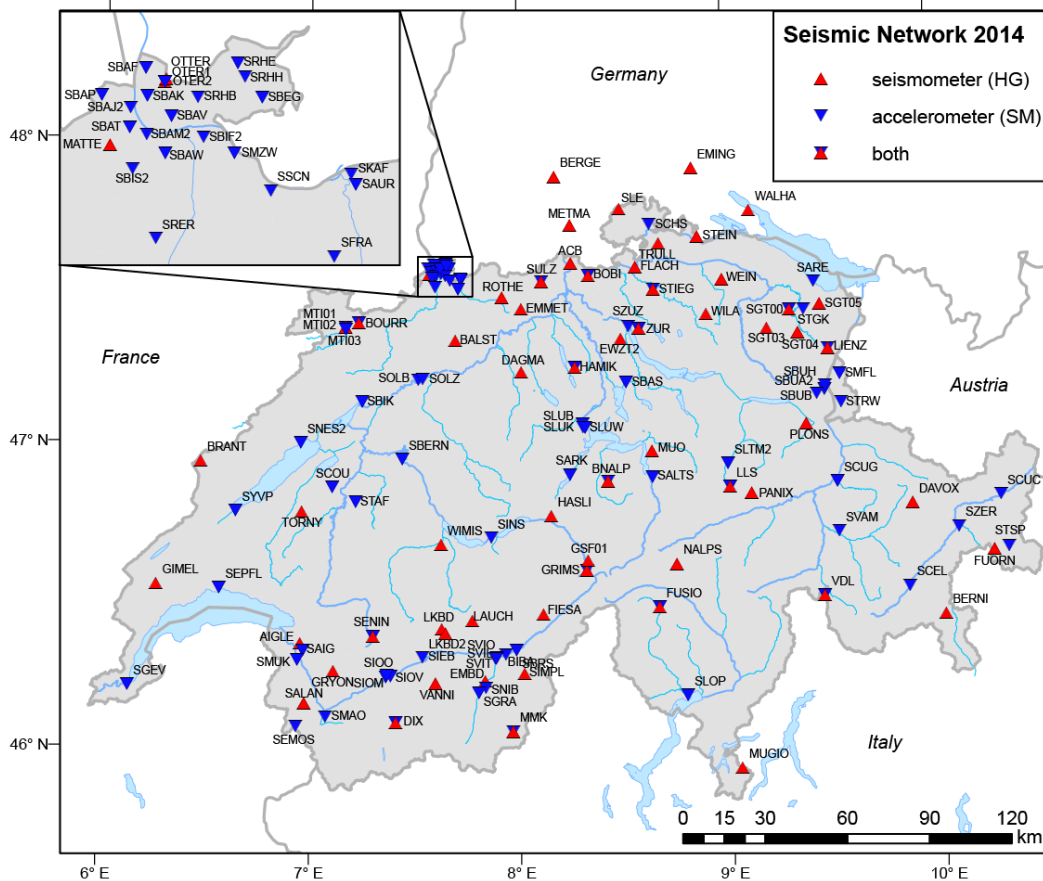 Seismic Network 2014
seismometer (HG)
accelerometer (SM)
both
SBAF
OTTER
OTER1
OTER2
SRHE
SRHH
SBAP
SBAK
SRHB
SBEG
SBAJ2
SBAV
SBAT
SBAM2
SBIF2
MATTE
SBAW
SMZW
SBIS2
SSCN
SKAF
SAUR
SRER
SFRA
Germany
48° N
BERGE
EMING
SLE
WALHA
METMA
SCHS
STEIN
ACB
TRULL
FLACH
SULZ
BOBI
SARE
ROTHE
STIEG
WEIN
EMMET
SGT00
SGT05
STGK
MTI01
MTI02
MTI03
BOURR
SZUZ
ZUR
WILA
SGT03
SGT04
LIENZ
France
BALST
EWZT2
DAGMA
HAMIK
SBAS
SOLB
SOLZ
SBUH
SBUA2
SBUB
SMFL
STRW
Austria
SBIK
SLUB
SLUK
SLUW
PLONS
47° N
SNES2
SBERN
MUO
SLTM2
BRANT
SCOU
SARK
BNALP
SALTS
LLS
PANIX
SCUG
DAVOX
SCUC
SYVP
STAF
TORNY
HASLI
WIMIS
SINS
SVAM
SZER
STSP
FUORN
GSF01
GRIMS
NALPS
GIMEL
SEPFL
VDL
SCEL
BERNI
FUSIO
FIESA
LKBD
LAUCH
SENIN
AIGLE
SAIG
LKBD2
SIEB
SVIO
SVIL
SVIT
BIBA
SMUK
SIOO
SIOM
SIOV
EMBD
SIMPL
SGEV
GRYON
VANNI
SNIB
SGRA
SLOP
SALAN
SMAO
DIX
MMK
SEMOS
46° N
Italy
MUGIO
0 15 30 60 90 120
km
6° E 7° E 8° E 9° E 10° E